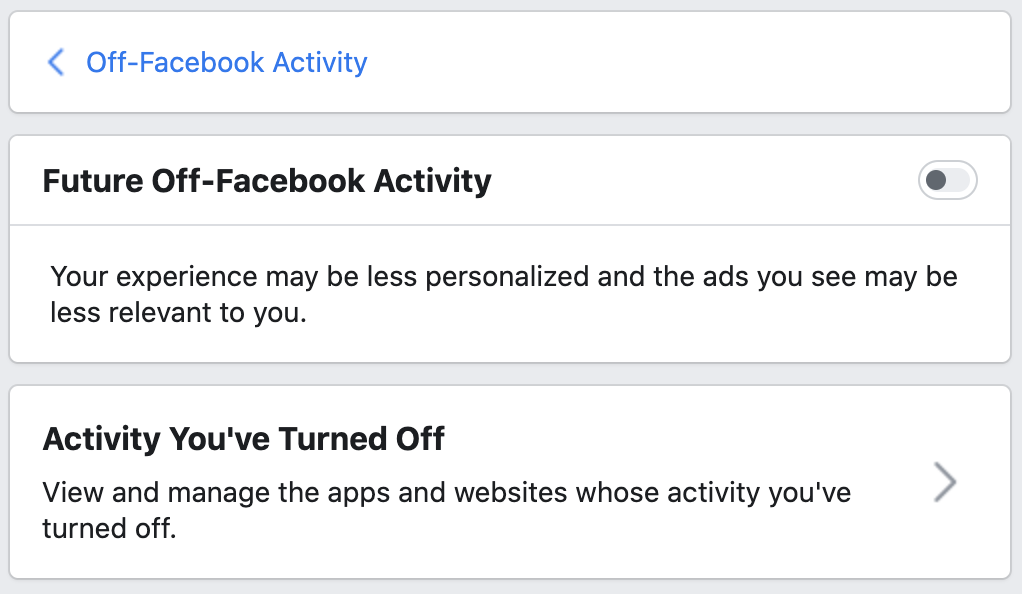 Off-Facebook Activity
Future Off-Facebook Activity
Your experience may be less personalized and the ads you see may be
less relevant to you.
Activity You've Turned Off
View and manage the apps and websites whose activity you've
turned off.